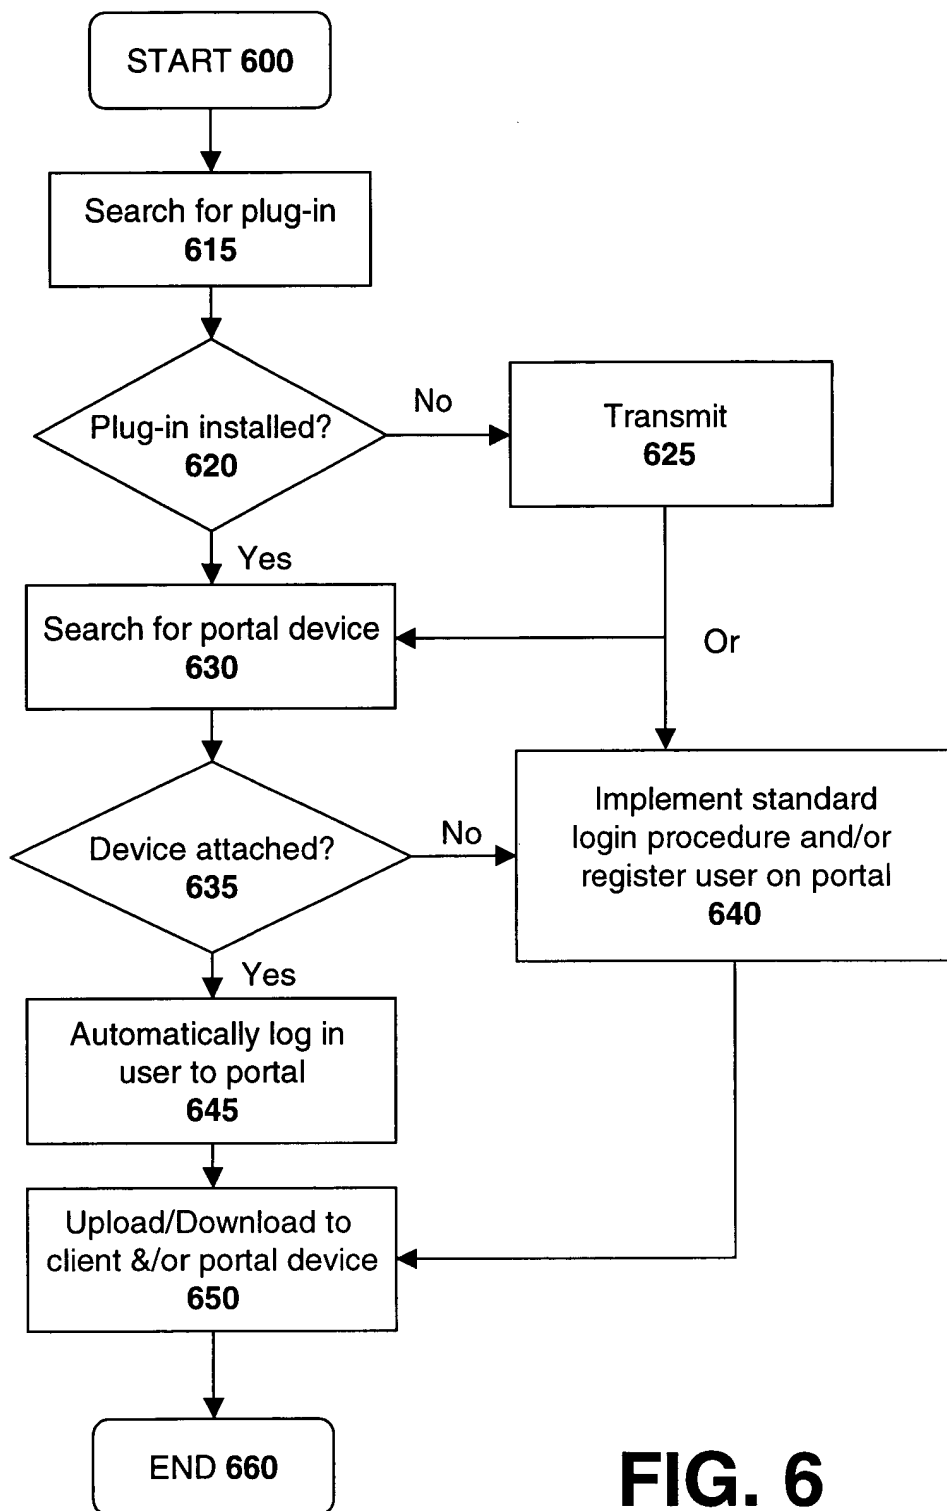 START 600
Search for plug-in
615
Plug-in installed?
620
No
Transmit
625
Yes
Search for portal device
630
Or
Device attached?
635
No
Implement standard
login procedure and/or
register user on portal
640
Yes
Automatically log in
user to portal
645
Upload/Download to
client &/or portal device
650
END 660
FIG. 6